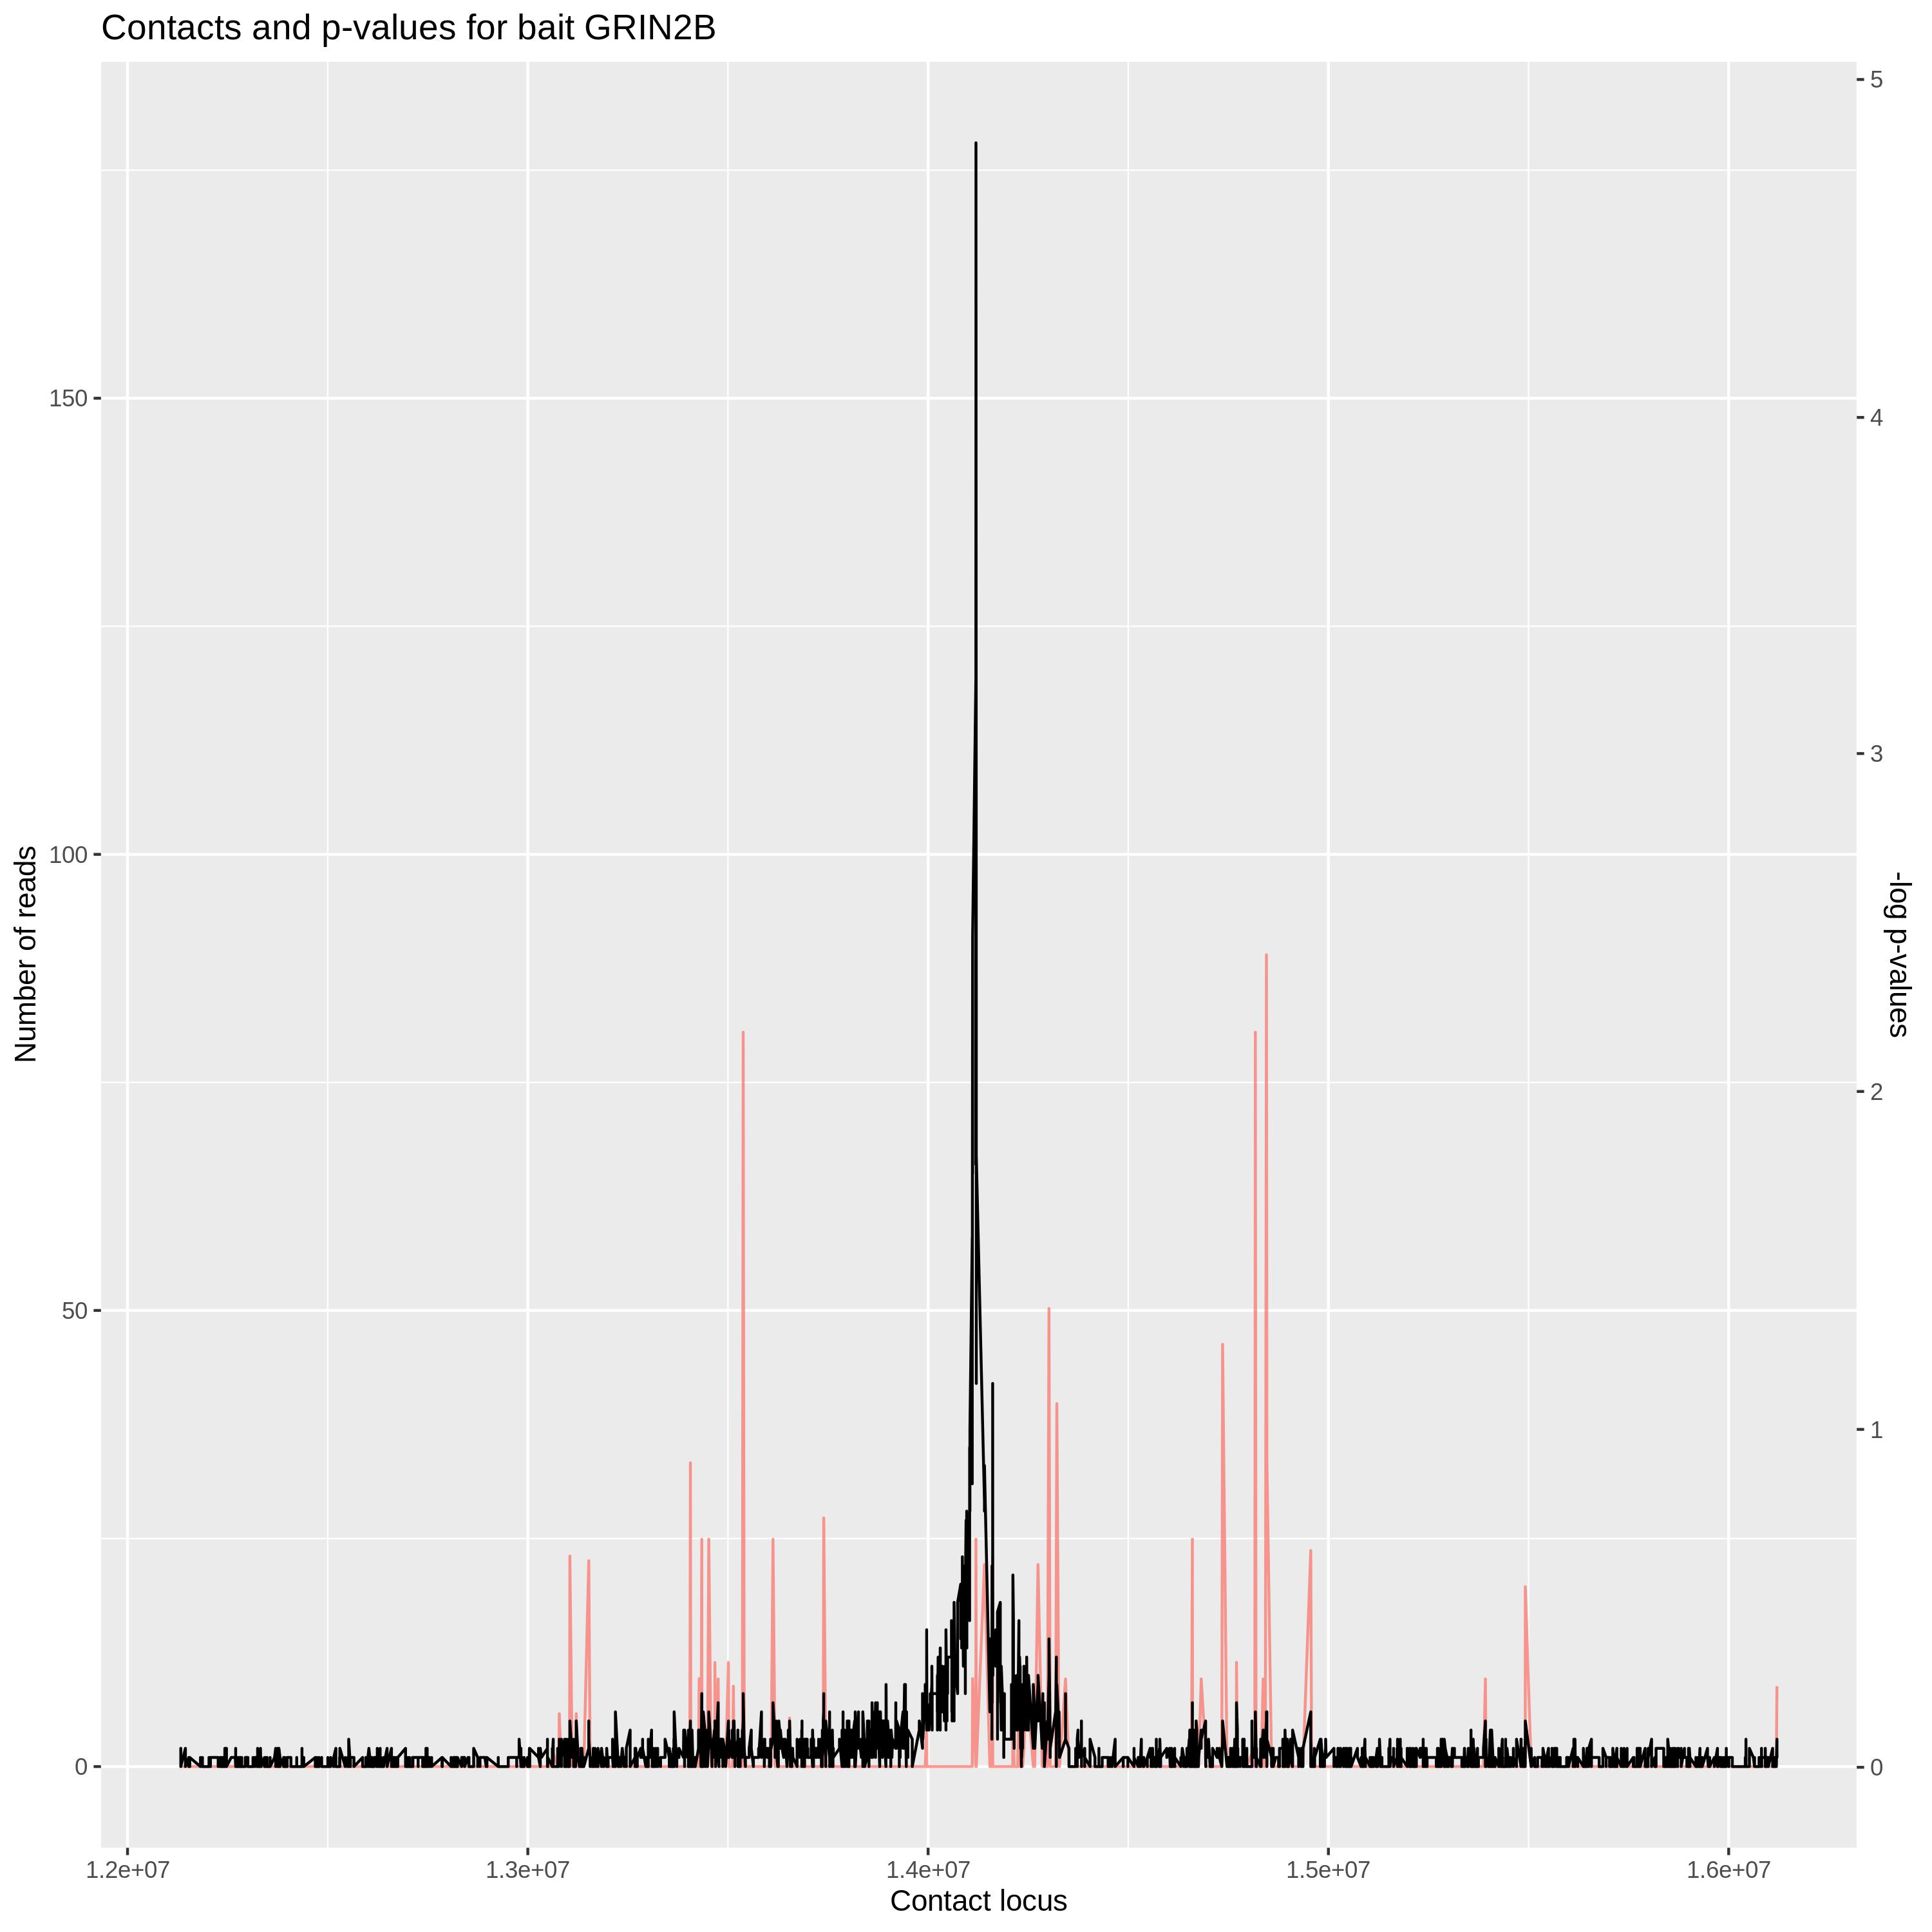 Contacts and p-values for bait GRIN2B
Number of reads
150
100
50
0
5
4
3
2
1
0
-log p-values
1.2e+07 1.3e+07 1.4e+07 1.5e+07 1.6e+07
Contact locus